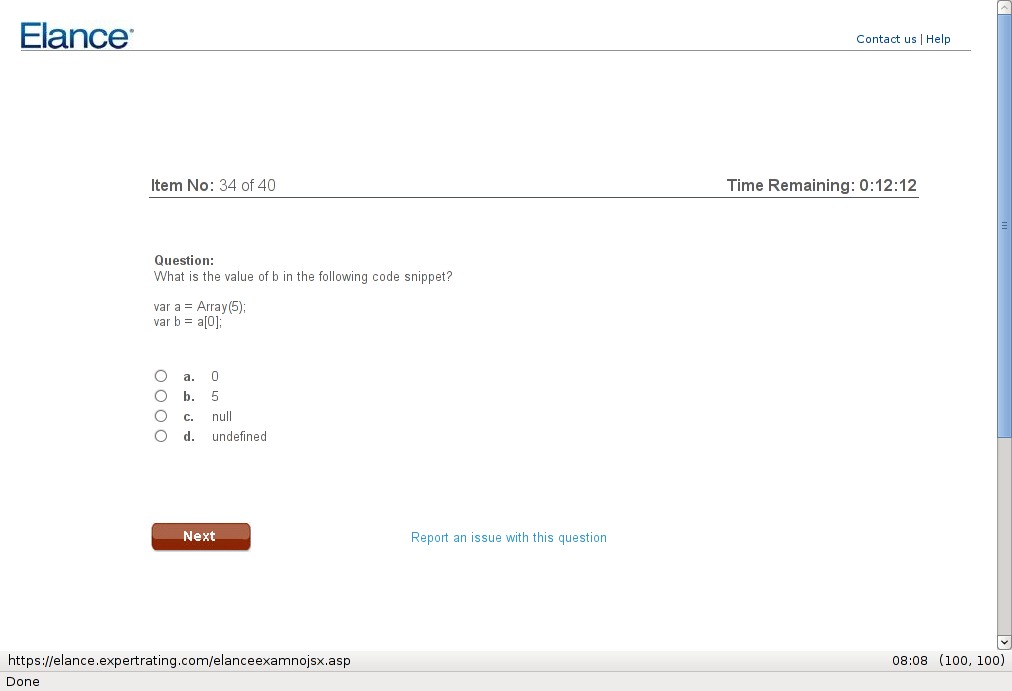 Elance
Contact us | Help
Item No: 34 of 40
Time Remaining: 0:12:12
Question:
What is the value of b in the following code snippet?
var a = Array(5);
var b = a[0];
a. 0
b. 5
c. null
d. undefined
Next
Report an issue with this question
https://elance.expertrating.com/elanceexamnojsx.asp
08:08 (100, 100)
Done